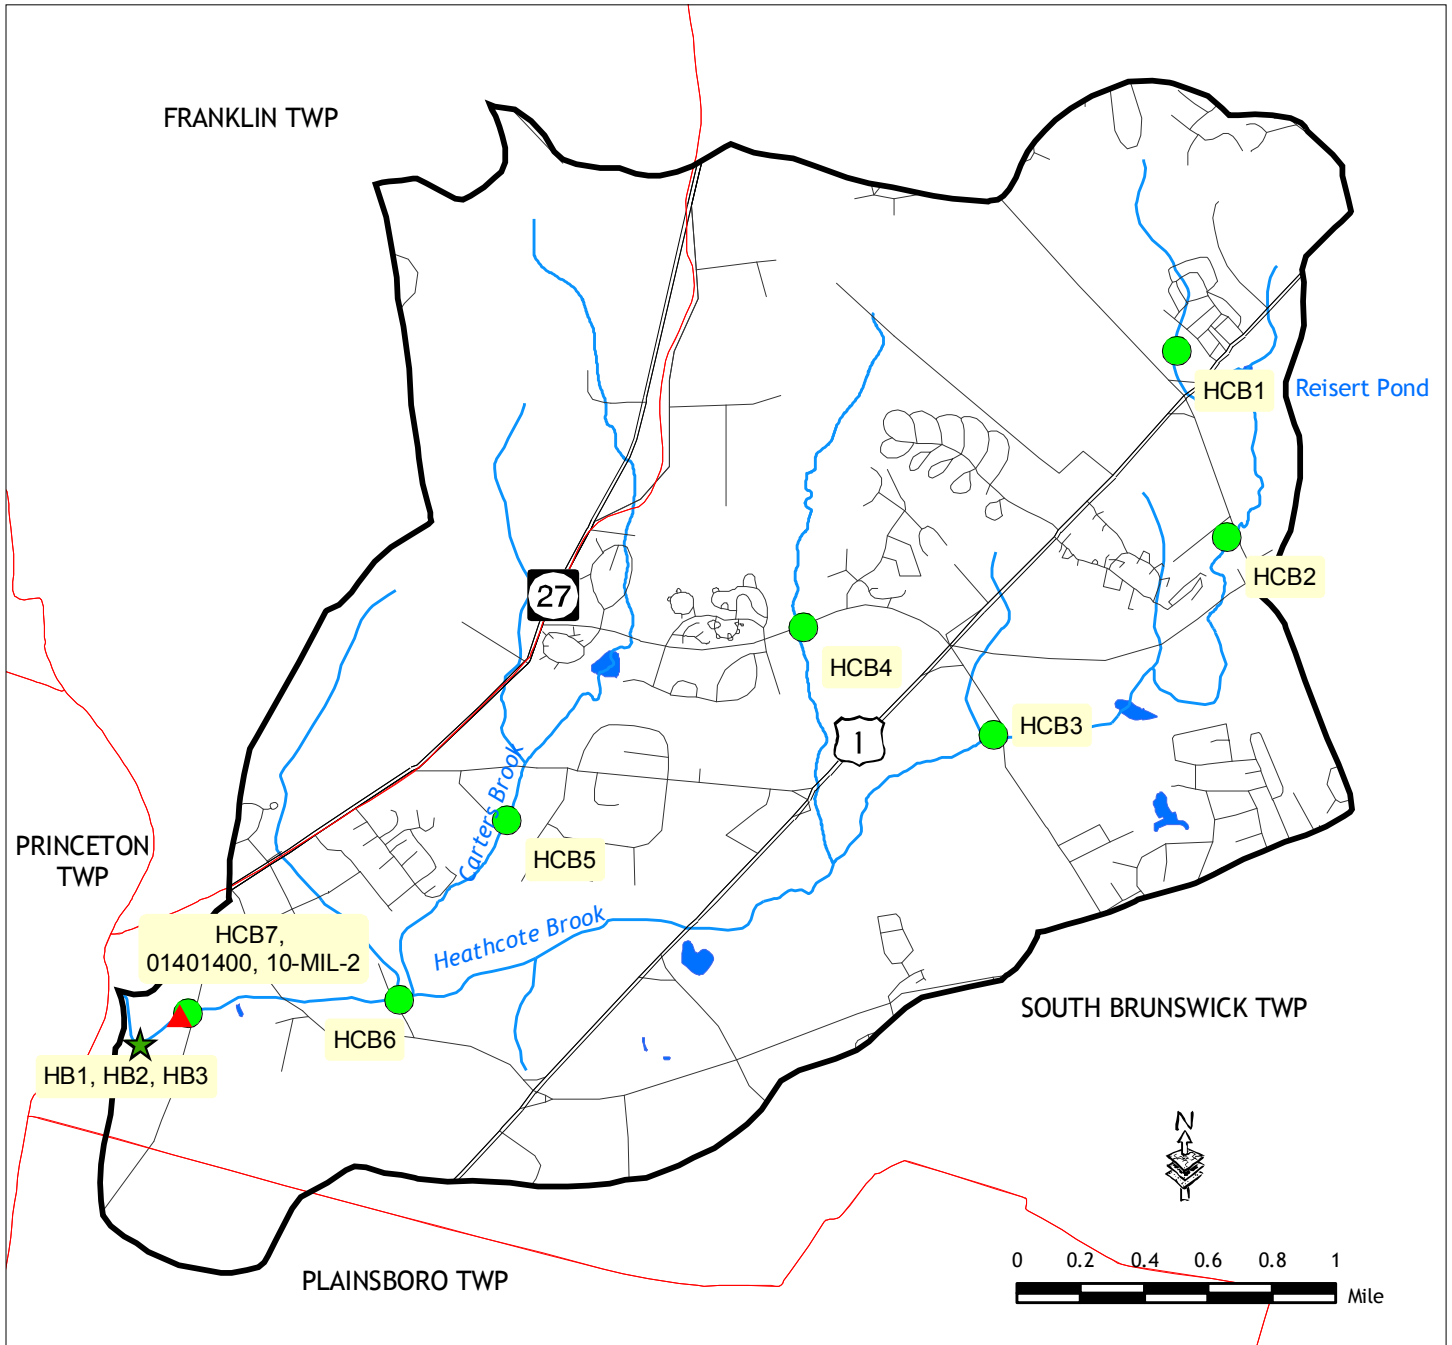 FRANKLIN TWP
HCB1
Reisert Pond
HCB2
27
HCB4
HCB3
1
Carters Brook
PRINCETON
TWP
HCB5
HCB7,
01401400, 10-MIL-2
Heathcote Brook
SOUTH BRUNSWICK TWP
HCB6
HB1, HB2, HB3
N
PLAINSBORO TWP
0 0.2 0.4 0.6 0.8 1
Mile